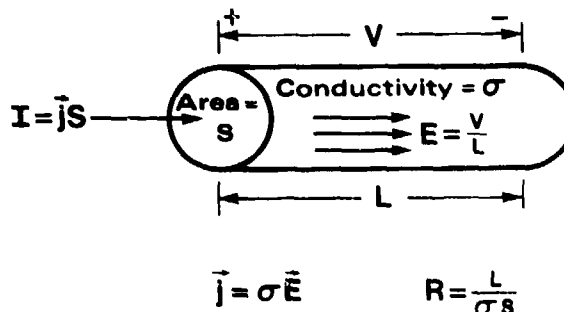 + V -
Conductivity = σ
Area = S
I = j⃗S
E = V/L
L
j⃗ = σE⃗
R = L/σS